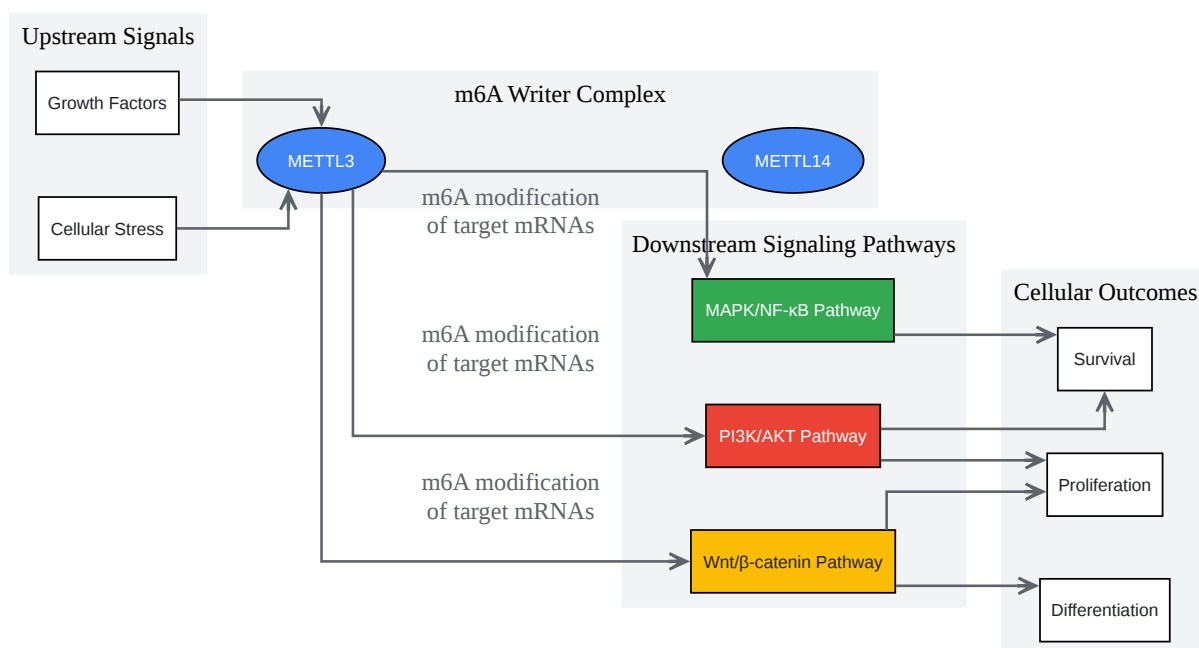 Upstream Signals
Growth Factors
Cellular Stress
m6A Writer Complex
METTL3
METTL14
m6A modification
of target mRNAs
m6A modification
of target mRNAs
m6A modification
of target mRNAs
Downstream Signaling Pathways
MAPK/NF-κB Pathway
PI3K/AKT Pathway
Wnt/β-catenin Pathway
Cellular Outcomes
Survival
Proliferation
Differentiation